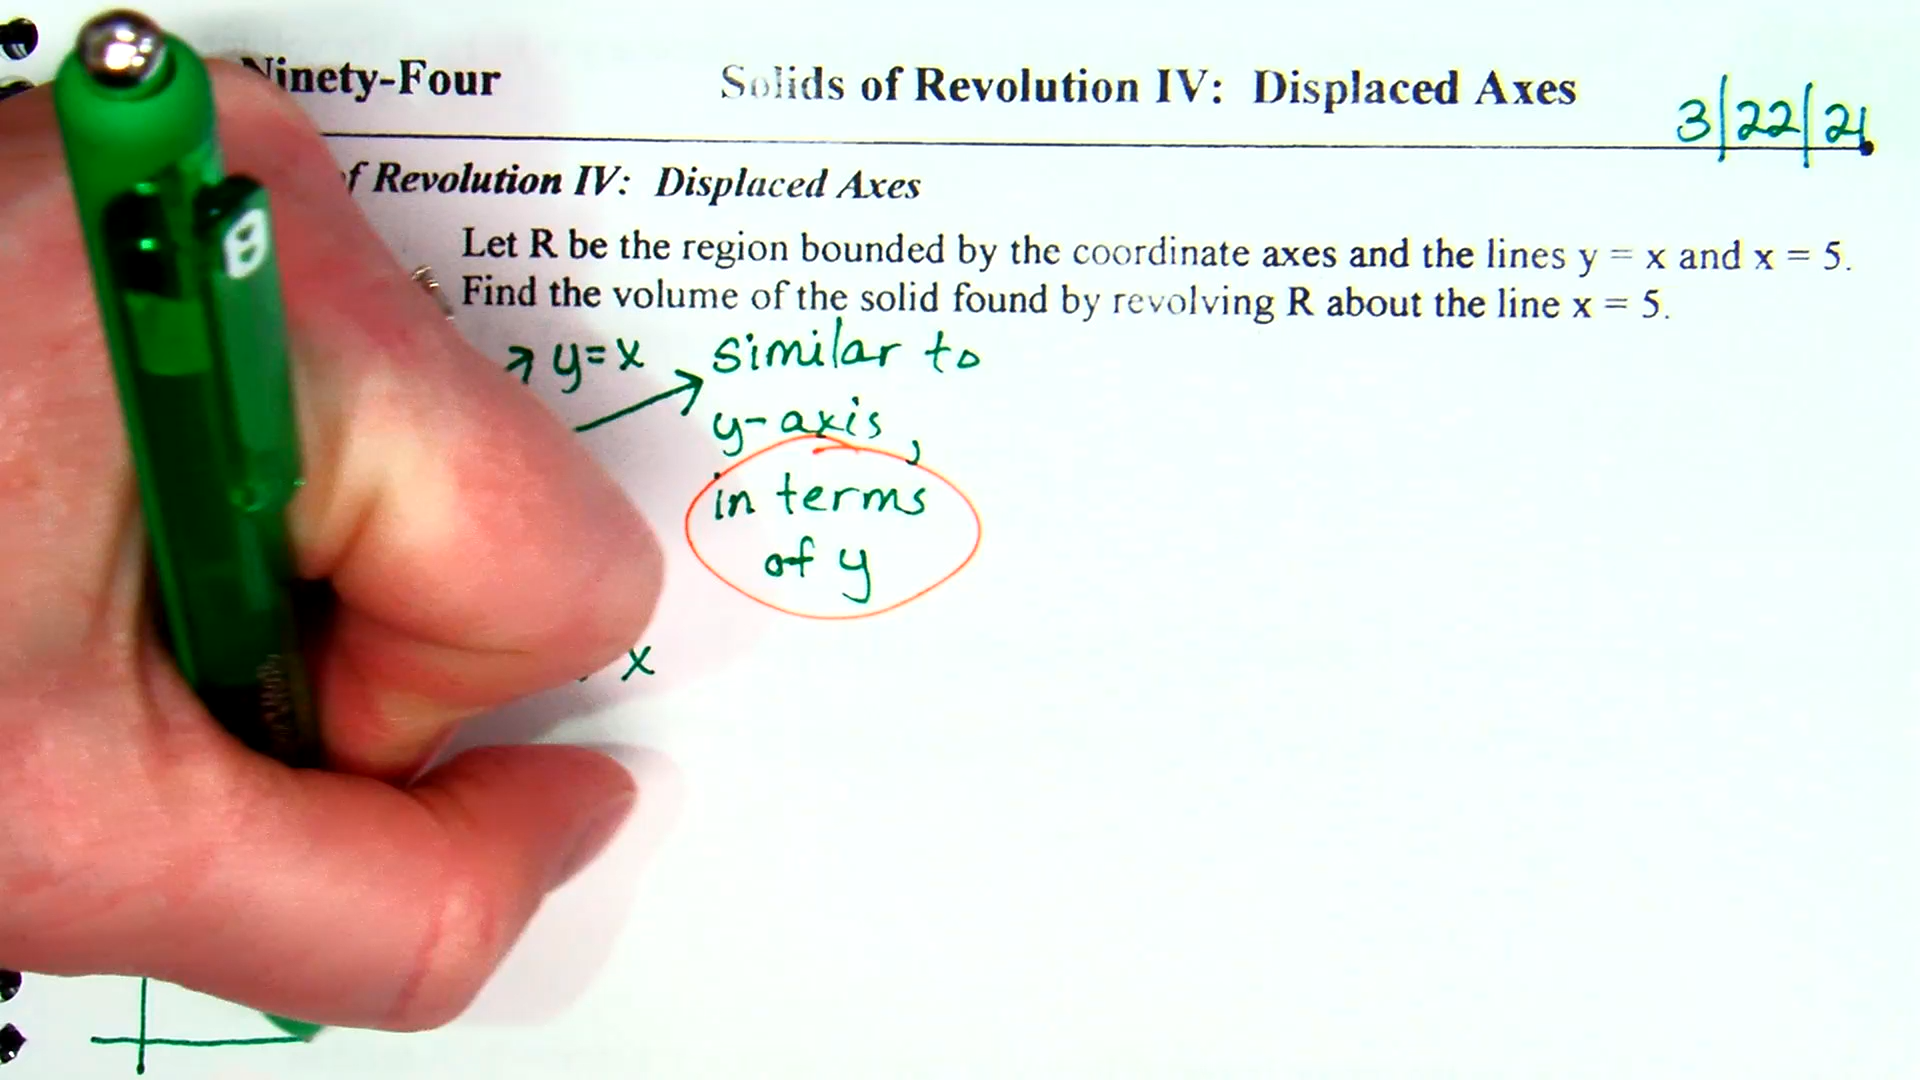 Ninety-Four Solids of Revolution IV: Displaced Axes
3/22/21
f Revolution IV: Displaced Axes
Let R be the region bounded by the coordinate axes and the lines y = x and x = 5.
Find the volume of the solid found by revolving R about the line x = 5.
y=x
similar to
y-axis,
in terms
of y
x
B